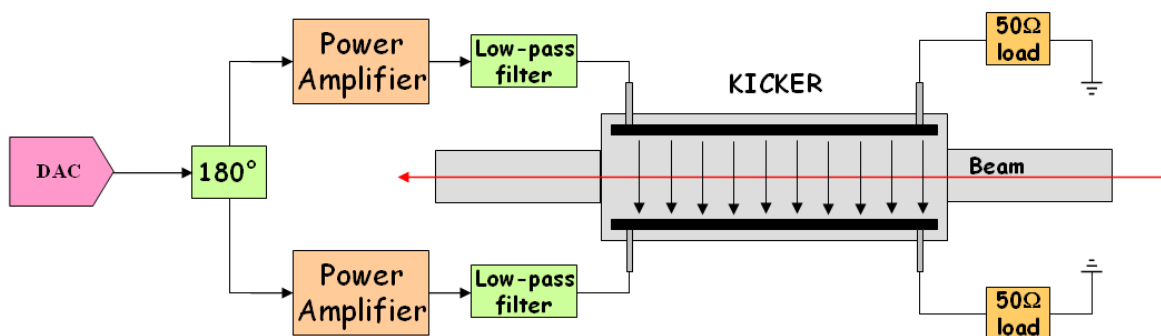 DAC
180°
Power
Amplifier
Low-pass
filter
KICKER
50Ω
load
Beam
Power
Amplifier
Low-pass
filter
50Ω
load